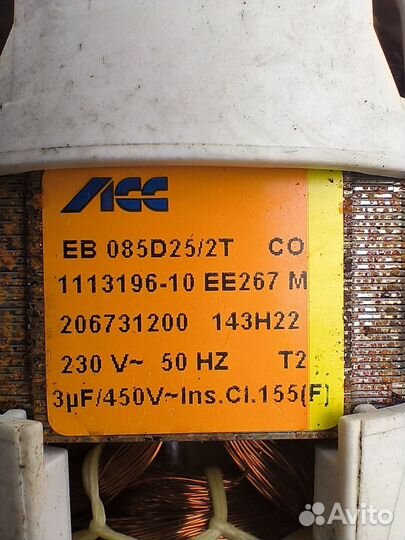 ACC
EB 085D25/2T CO
1113196-10 EE267 M
206731200 143H22
230 V~ 50 HZ T2
3µF/450V~Ins.Cl.155(F)
Avito